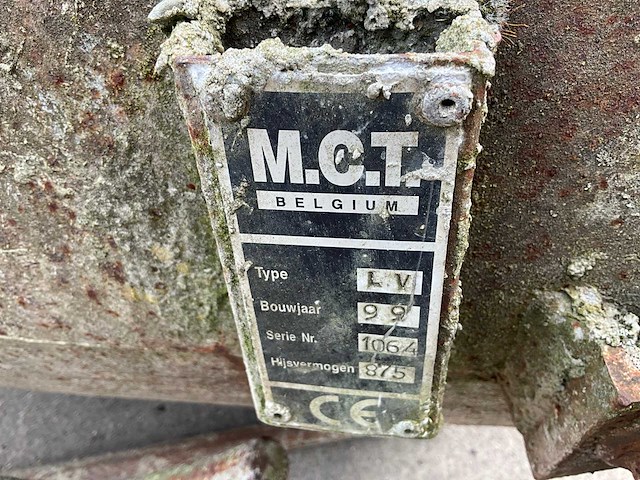 M.C.T.
BELGIUM
Type LV
Bouwjaar 99
Serie Nr. 1064
Hijsvermogen 875
CE